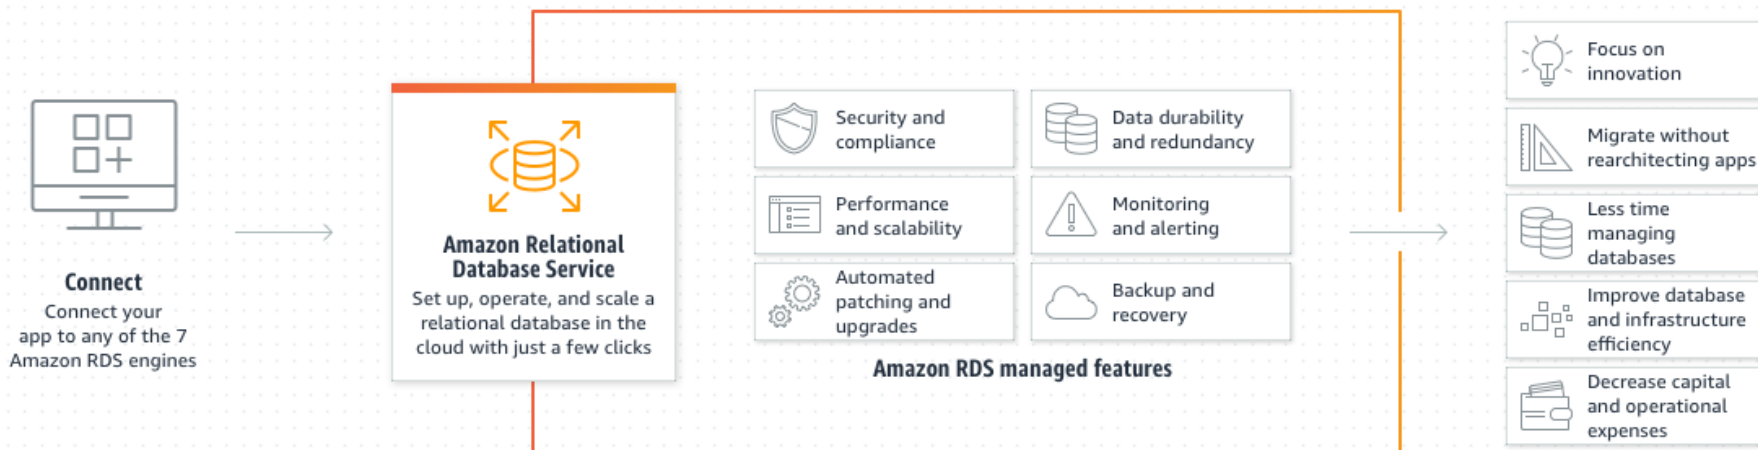 Connect
Connect your
app to any of the 7
Amazon RDS engines
Amazon Relational
Database Service
Set up, operate, and scale a
relational database in the
cloud with just a few clicks
Security and
compliance
Data durability
and redundancy
Performance
and scalability
Monitoring
and alerting
Automated
patching and
upgrades
Backup and
recovery
Amazon RDS managed features
Focus on
innovation
Migrate without
rearchitecting apps
Less time
managing
databases
Improve database
and infrastructure
efficiency
Decrease capital
and operational
expenses